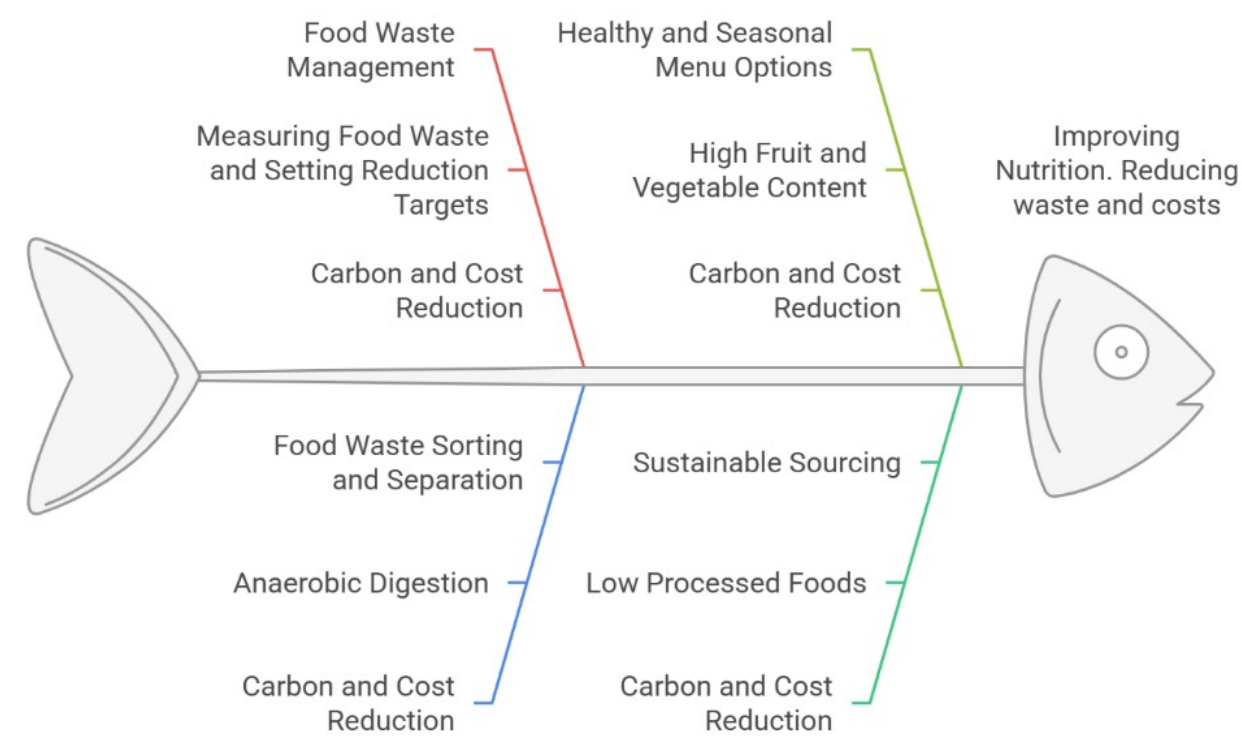 Food Waste
Management
Measuring Food Waste
and Setting Reduction
Targets
Carbon and Cost
Reduction
Healthy and Seasonal
Menu Options
High Fruit and
Vegetable Content
Carbon and Cost
Reduction
Improving
Nutrition. Reducing
waste and costs
Food Waste Sorting
and Separation
Anaerobic Digestion
Carbon and Cost
Reduction
Sustainable Sourcing
Low Processed Foods
Carbon and Cost
Reduction